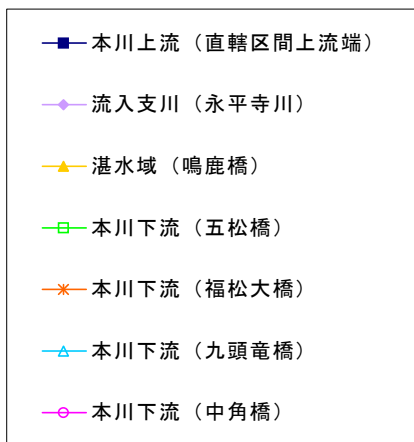 本川上流（直轄区間上流端）
流入支川（永平寺川）
湛水域（鳴鹿橋）
本川下流（五松橋）
本川下流（福松大橋）
本川下流（九頭竜橋）
本川下流（中角橋）